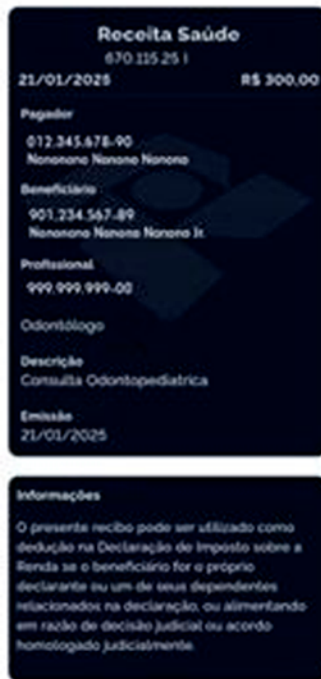 Receita Saúde
670.115.25 1
21/01/2025 R$ 300,00
Pagador
012.345.678-90
Nononono Nonono Nonono
Beneficiário
901.234.567-89
Nononono Nonono Nonono Jr.
Profissional
999.999.999-00
Odontólogo
Descrição
Consulta Odontopediatrica
Emissão
21/01/2025
Informações
O presente recibo pode ser utilizado como
dedução na Declaração do Imposto sobre a
Renda se o beneficiário for o próprio
declarante ou um de seus dependentes
relacionados na declaração, ou alimentando
em razão de decisão judicial ou acordo
homologado judicialmente.